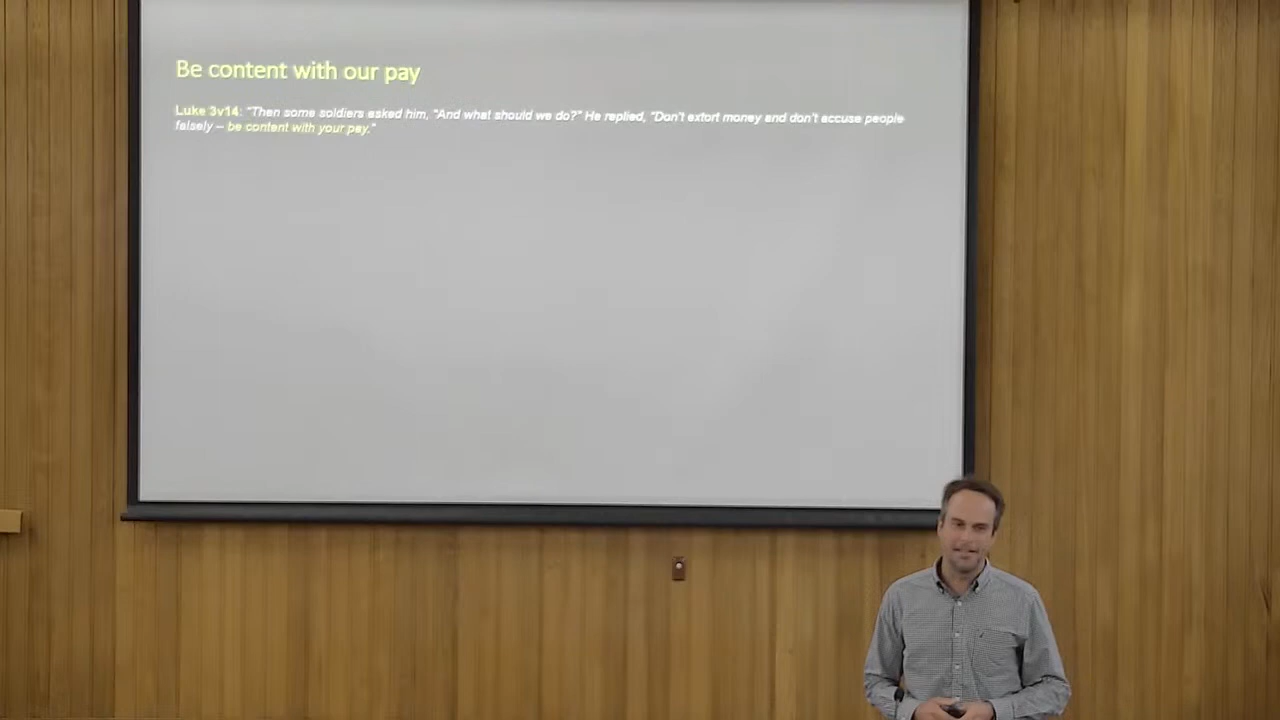 Be content with our pay
Luke 3v14: "Then some soldiers asked him, "And what should we do?" He replied, "Don't extort money and don't accuse people
falsely – be content with your pay."